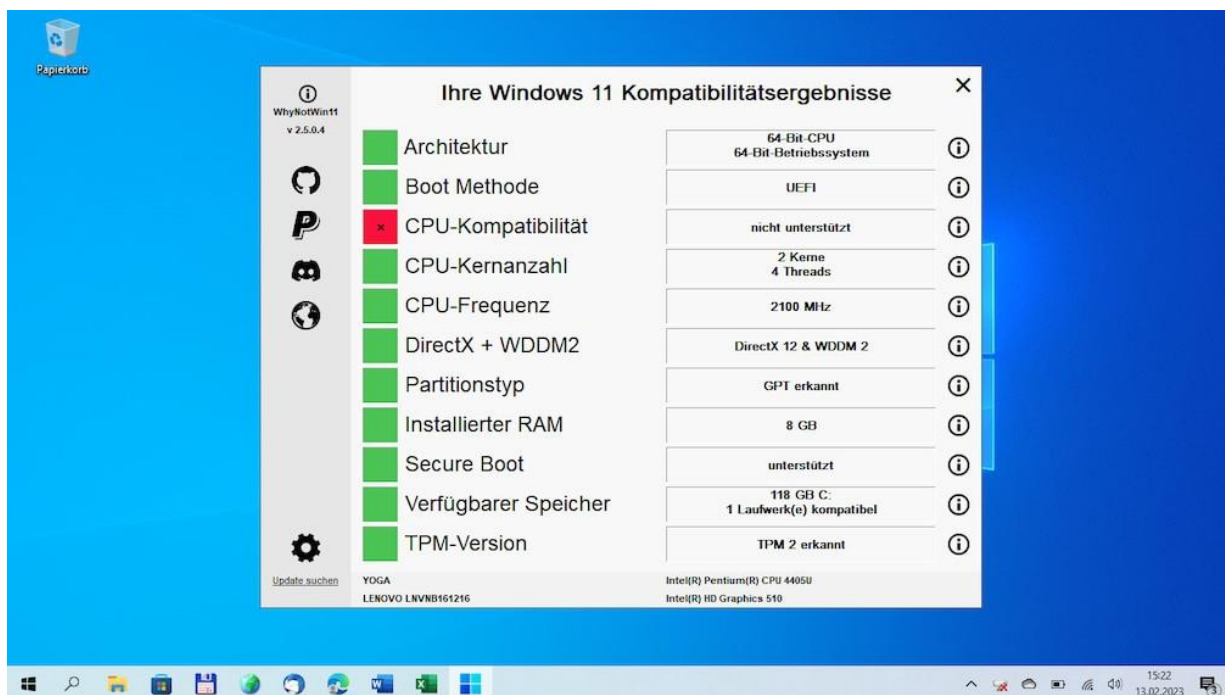 Papierkorb
WhyNotWin11
v 2.5.0.4
Ihre Windows 11 Kompatibilitätsergebnisse
Architektur
64-Bit-CPU
64-Bit-Betriebssystem
Boot Methode
UEFI
CPU-Kompatibilität
nicht unterstützt
CPU-Kernanzahl
2 Kerne
4 Threads
CPU-Frequenz
2100 MHz
DirectX + WDDM2
DirectX 12 & WDDM 2
Partitionstyp
GPT erkannt
Installierter RAM
8 GB
Secure Boot
unterstützt
Verfügbarer Speicher
118 GB C:
1 Laufwerk(e) kompatibel
TPM-Version
TPM 2 erkannt
Update suchen
YOGA
LENOVO LNVNB161216
Intel(R) Pentium(R) CPU 4405U
Intel(R) HD Graphics 510
15:22
13.02.2023